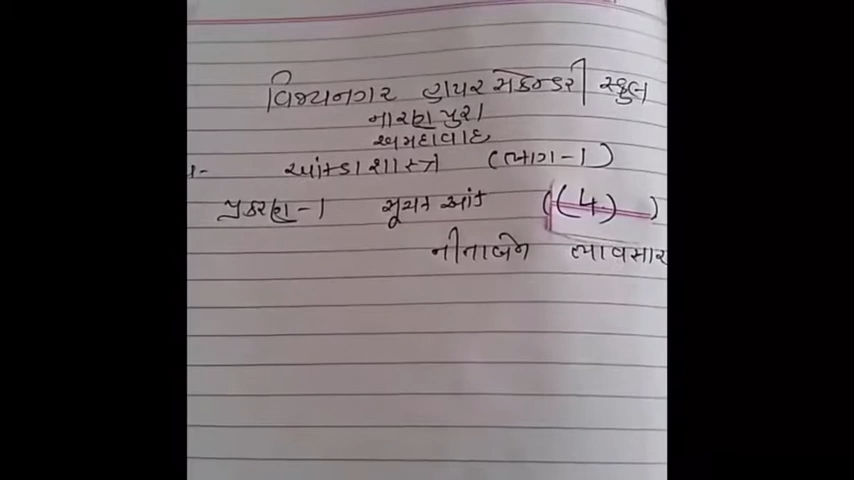 વિજયનગર હાયર સેકન્ડરી સ્કુલ
નારણપુરા
અમદાવાદ
આંકડાશાસ્ત્ર (ભાગ-1)
પ્રકરણ-1 સૂચક આંક ((4))
નીતાબેન ભાવસાર